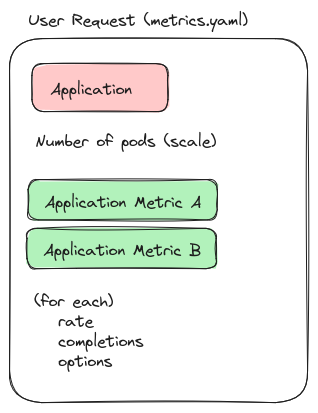 User Request (metrics.yaml)
Application
Number of pods (scale)
Application Metric A
Application Metric B
(for each)
rate
completions
options